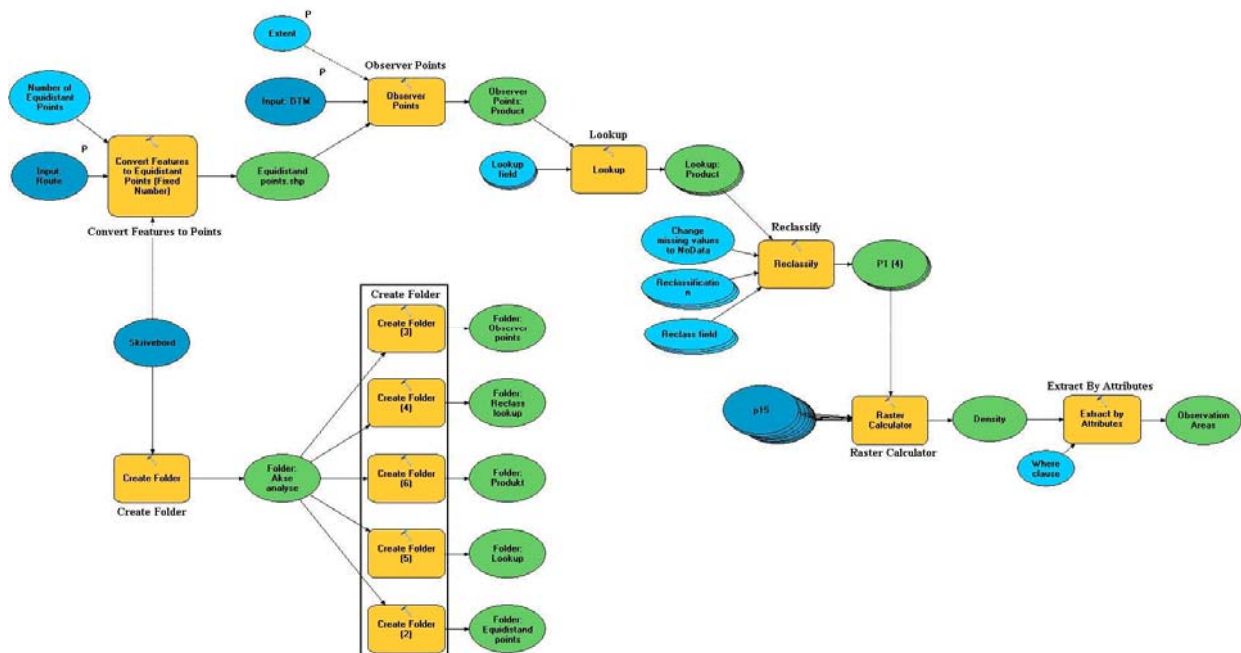 P
Extent
Observer Points
P
Input: DTM
Observer
Points
Observer
Points:
Product
Number of
Equidistant
Points
P
Input:
Route
Convert Features
to Equidistant
Points (Fixed
Number)
Equidistand
points.shp
Convert Features to Points
Lookup
Lookup
field
Lookup
Lookup:
Product
Reclassify
Change
missing values
to NoData
Reclassificatio
n
Reclass field
Reclassify
P1 (4)
Skrivebord
Create Folder
Create Folder
(3)
Folder:
Observer
points
Create Folder
(4)
Folder:
Reclass
lookup
Create Folder
(6)
Folder:
Produkt
Create Folder
(5)
Folder:
Lookup
Create Folder
(2)
Folder:
Equidistand
points
Create Folder
Create Folder
Folder:
Akse
analyse
p15
Raster
Calculator
Raster Calculator
Density
Extract By Attributes
Extract by
Attributes
Where
clause
Observation
Areas